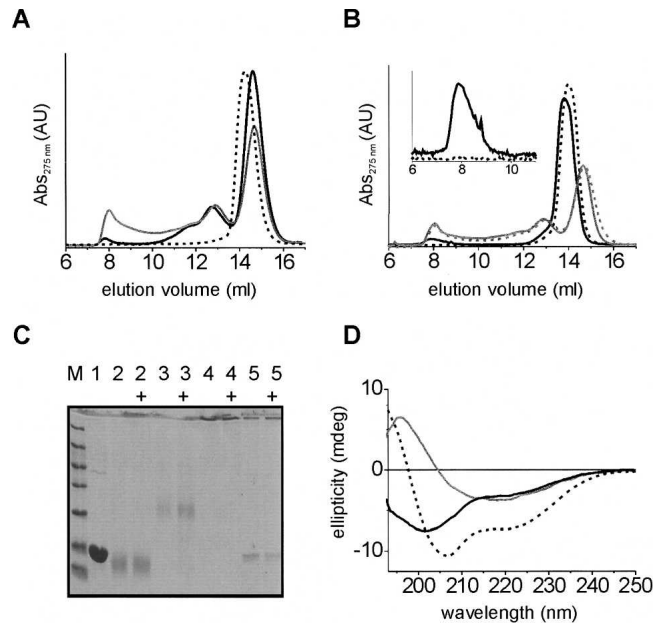 A
Abs275 nm (AU)
6 8 10 12 14 16
elution volume (ml)
B
Abs275 nm (AU)
6 8 10
6 8 10 12 14 16
elution volume (ml)
C
M 1 2 2 3 3 4 4 5 5
+ + + +
D
ellipticity (mdeg)
10
0
-10
200 210 220 230 240 250
wavelength (nm)